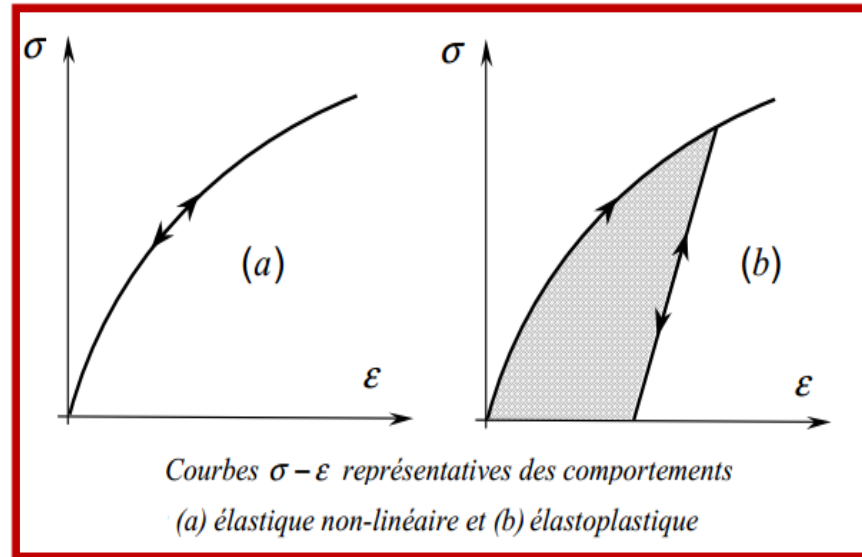 σ
σ
(a)
(b)
ε
ε
Courbes σ – ε représentatives des comportements
(a) élastique non-linéaire et (b) élastoplastique